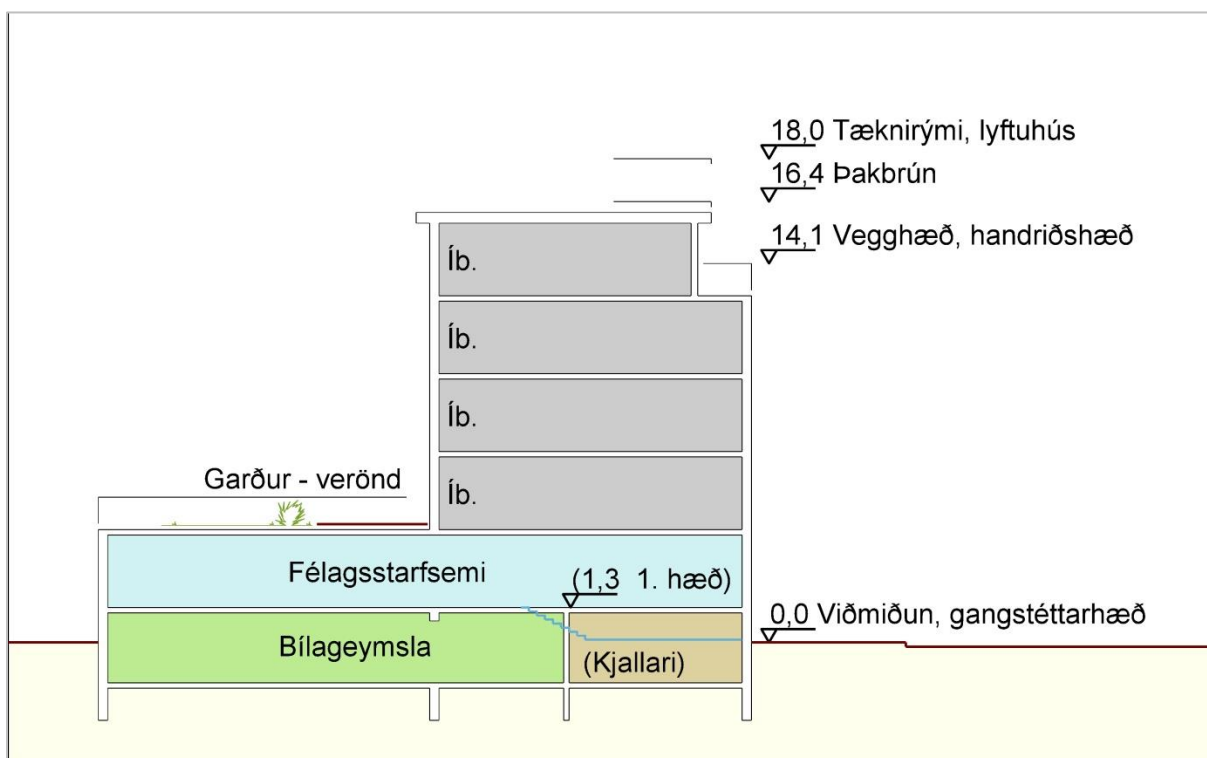 18,0 Tæknirými, lyftuhús
16,4 Þakbrún
14,1 Vegghæð, handriðshæð
Íb.
Íb.
Íb.
Íb.
Garður - verönd
Félagsstarfsemi
(1,3 1. hæð)
0,0 Viðmiðun, gangstéttarhæð
Bílageymsla
(Kjallari)